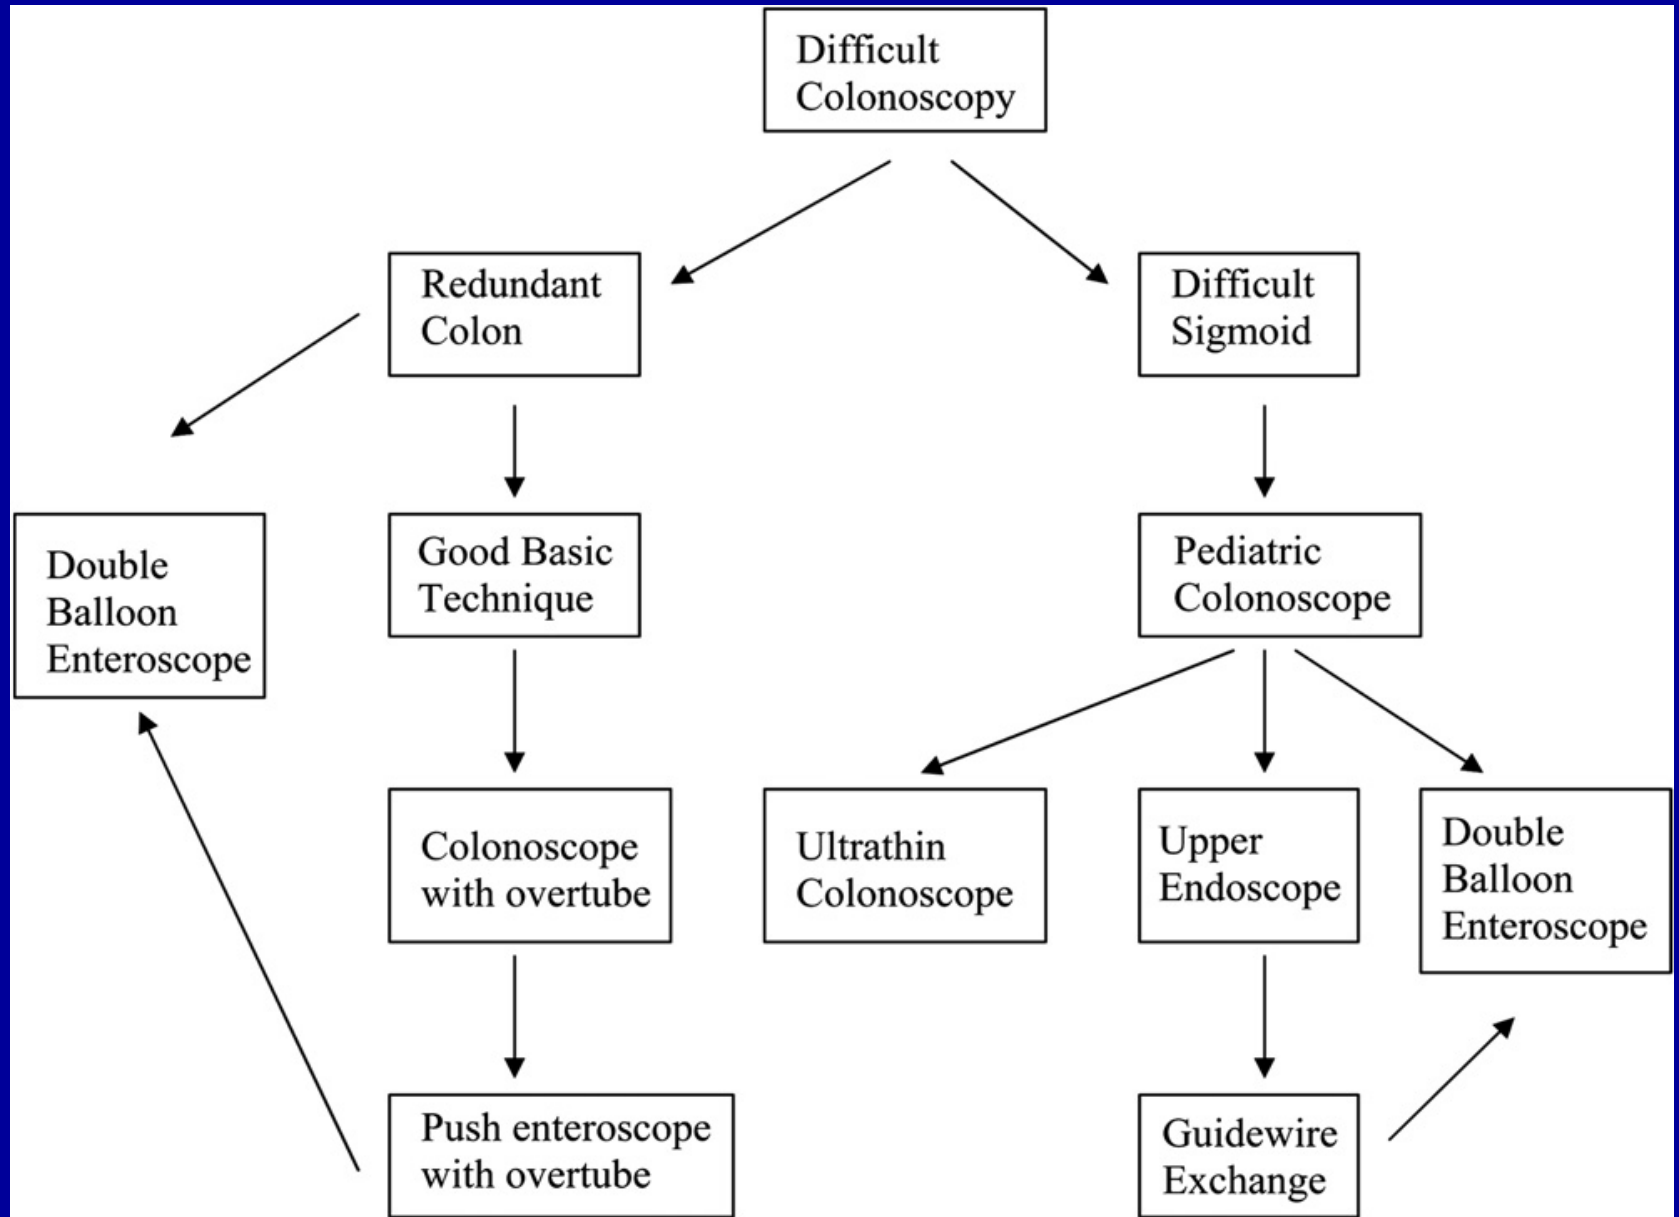 Difficult
Colonoscopy
Redundant
Colon
Difficult
Sigmoid
Double
Balloon
Enteroscope
Good Basic
Technique
Pediatric
Colonoscope
Colonoscope
with overtube
Ultrathin
Colonoscope
Upper
Endoscope
Double
Balloon
Enteroscope
Push enteroscope
with overtube
Guidewire
Exchange